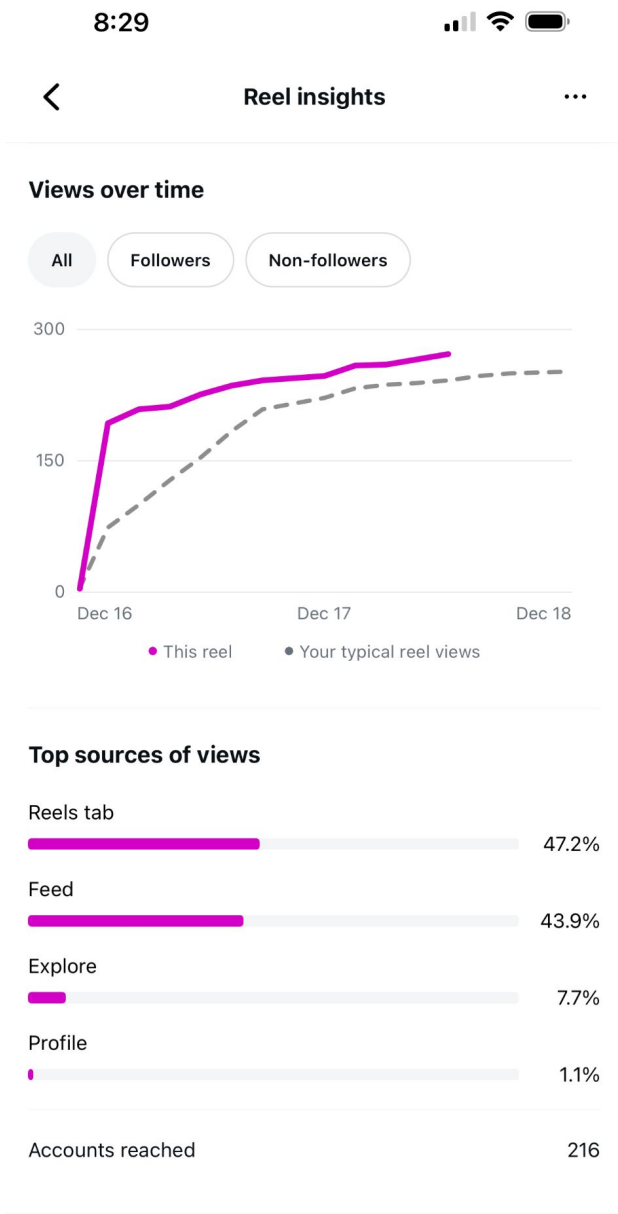 8:29
Reel insights
Views over time
All Followers Non-followers
300
150
0
Dec 16 Dec 17 Dec 18
This reel Your typical reel views
Top sources of views
Reels tab
47.2%
Feed
43.9%
Explore
7.7%
Profile
1.1%
Accounts reached 216